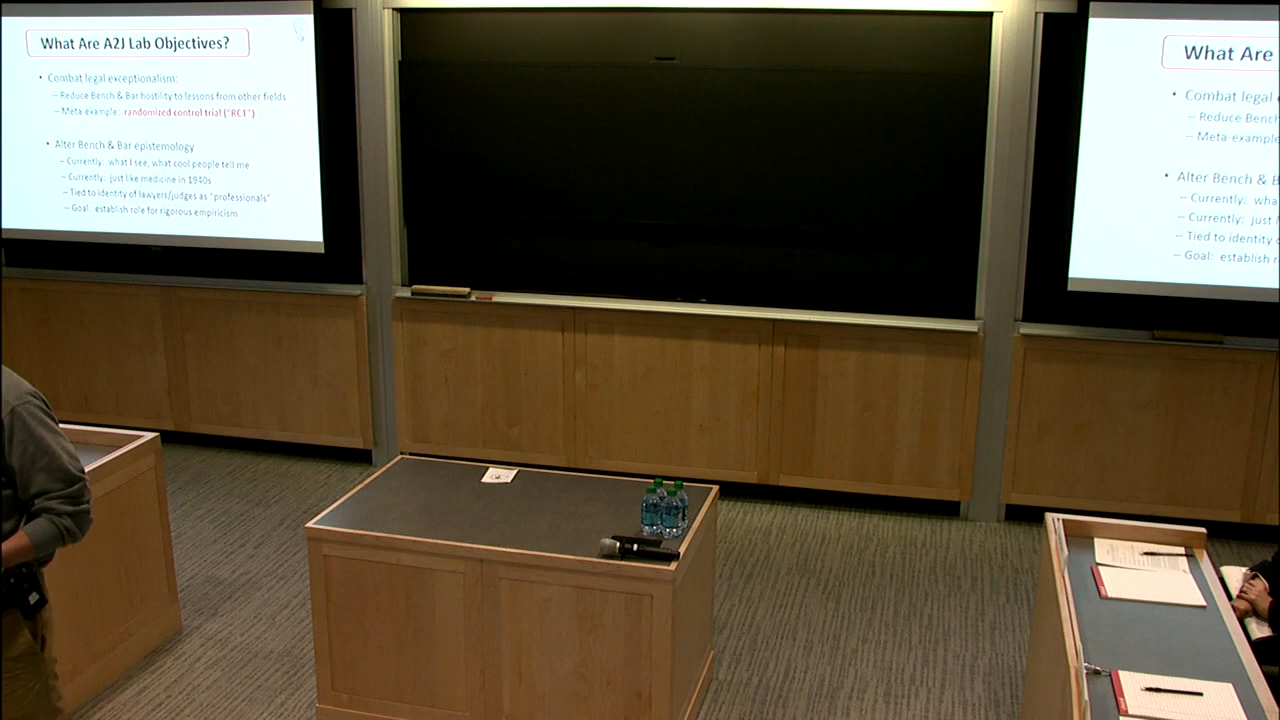 What Are A2J Lab Objectives?
• Combat legal exceptionalism:
– Reduce Bench & Bar hostility to lessons from other fields
– Meta example: randomized control trial ("RCT")
• Alter Bench & Bar epistemology
– Currently: what I see, what cool people tell me
– Currently: just like medicine in 1940s
– Tied to identity of lawyers/judges as "professionals"
– Goal: establish role for rigorous empiricism
What Are
• Combat legal
– Reduce Bench
– Meta-example
• Alter Bench & B
– Currently: wha
– Currently: just
– Tied to identity
– Goal: establish r